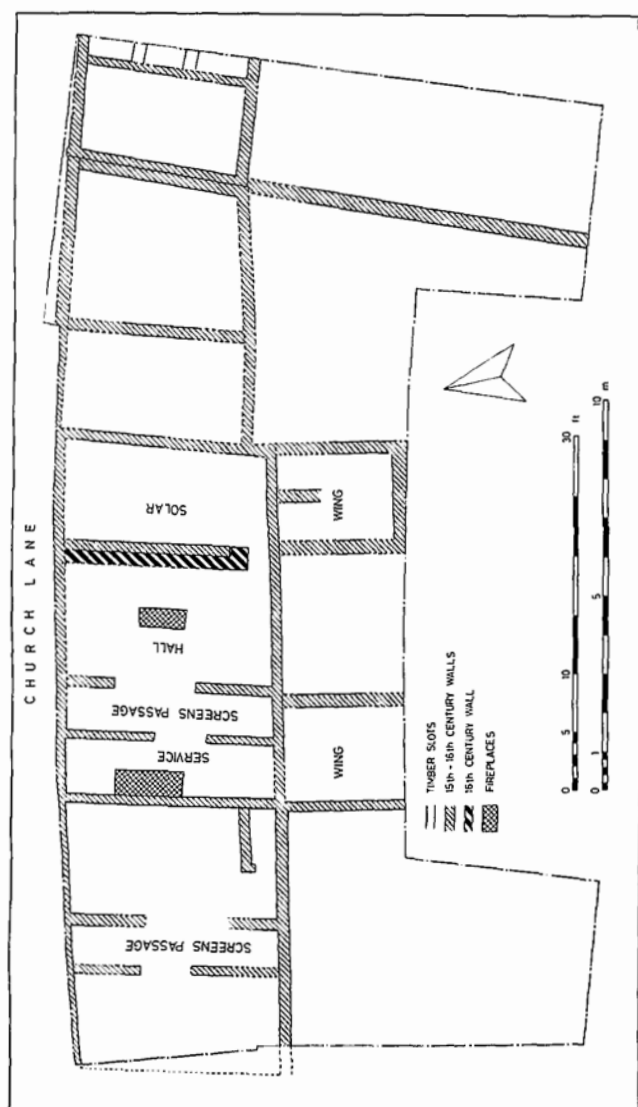 CHURCH LANE
SOLAR
HALL
SCREENS PASSAGE
SERVICE
SCREENS PASSAGE
WING
WING
TIMBER SLOTS
15th - 16th CENTURY WALLS
16th CENTURY WALL
FIREPLACES
0 5 10 30 ft
0 1 5 10 m